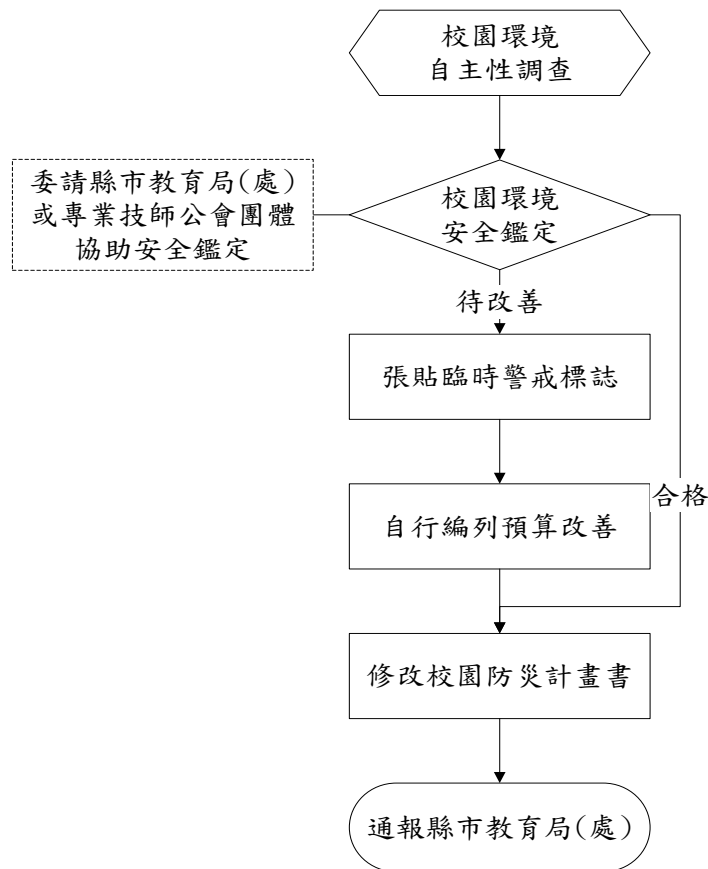 校園環境
自主性調查
委請縣市教育局(處)
或專業技師公會團體
協助安全鑑定
校園環境
安全鑑定
待改善
張貼臨時警戒標誌
合格
自行編列預算改善
修改校園防災計畫書
通報縣市教育局(處)